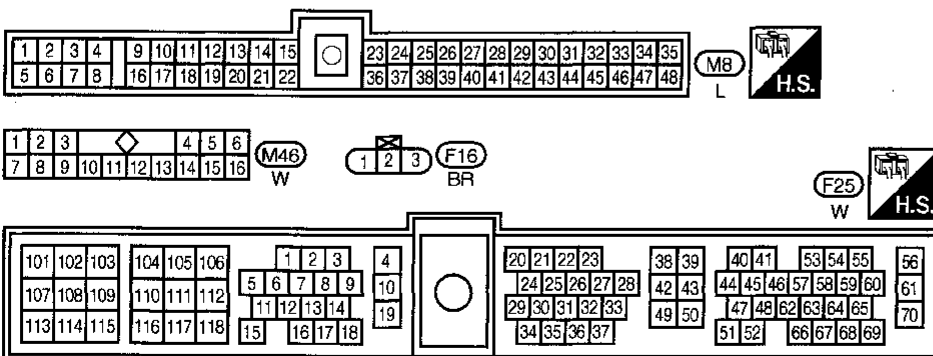 1 2 3 4 9 10 11 12 13 14 15 23 24 25 26 27 28 29 30 31 32 33 34 35
5 6 7 8 16 17 18 19 20 21 22 36 37 38 39 40 41 42 43 44 45 46 47 48
M8
L
H.S.
1 2 3 4 5 6
7 8 9 10 11 12 13 14 15 16
M46
W
1 2 3
F16
BR
F25
W
H.S.
101 102 103 104 105 106 1 2 3 4 20 21 22 23 38 39 40 41 53 54 55 56
107 108 109 110 111 112 5 6 7 8 9 10 24 25 26 27 28 42 43 44 45 46 57 58 59 60 61
11 12 13 14 19 29 30 31 32 33 49 50 47 48 62 63 64 65 70
113 114 115 116 117 118 15 16 17 18 34 35 36 37 51 52 66 67 68 69